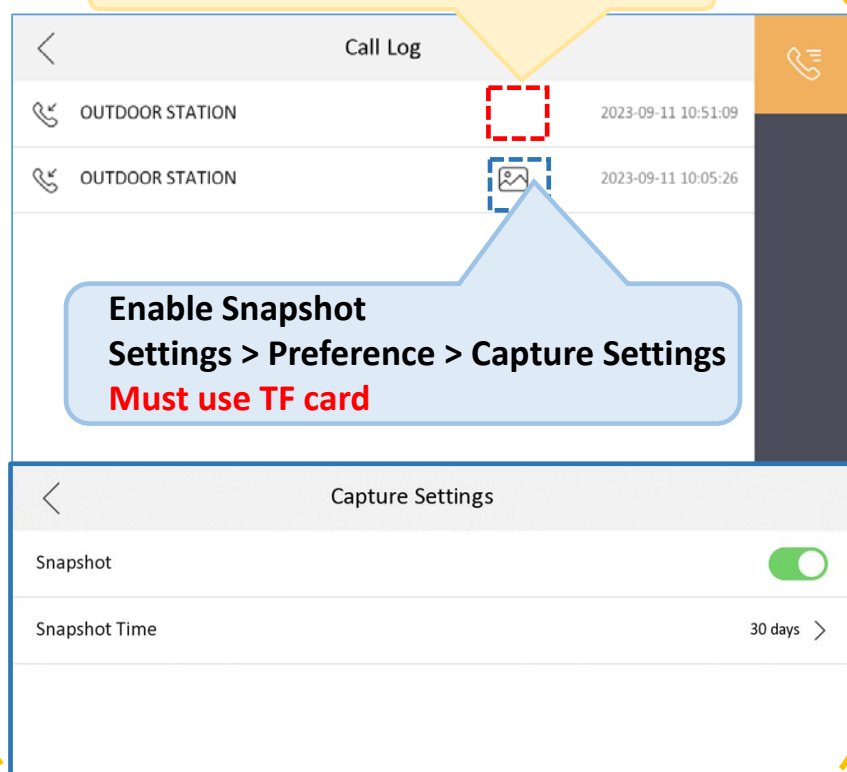 Call Log
OUTDOOR STATION 2023-09-11 10:51:09
OUTDOOR STATION 2023-09-11 10:05:26
Enable Snapshot
Settings > Preference > Capture Settings
Must use TF card
Capture Settings
Snapshot
Snapshot Time 30 days >